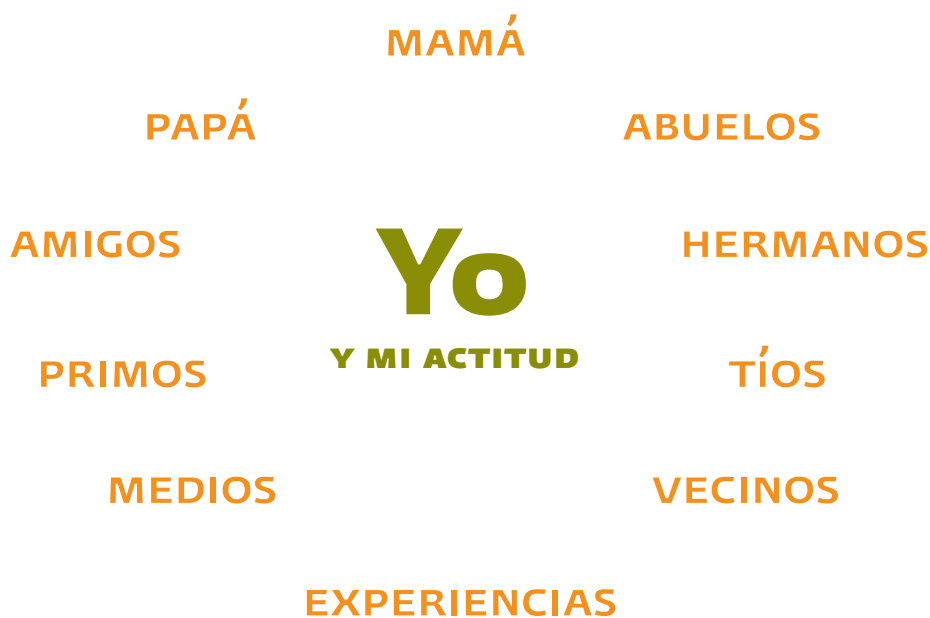 MAMÁ
PAPÁ
ABUELOS
AMIGOS
Yo
HERMANOS
Y MI ACTITUD
PRIMOS
TÍOS
MEDIOS
VECINOS
EXPERIENCIAS